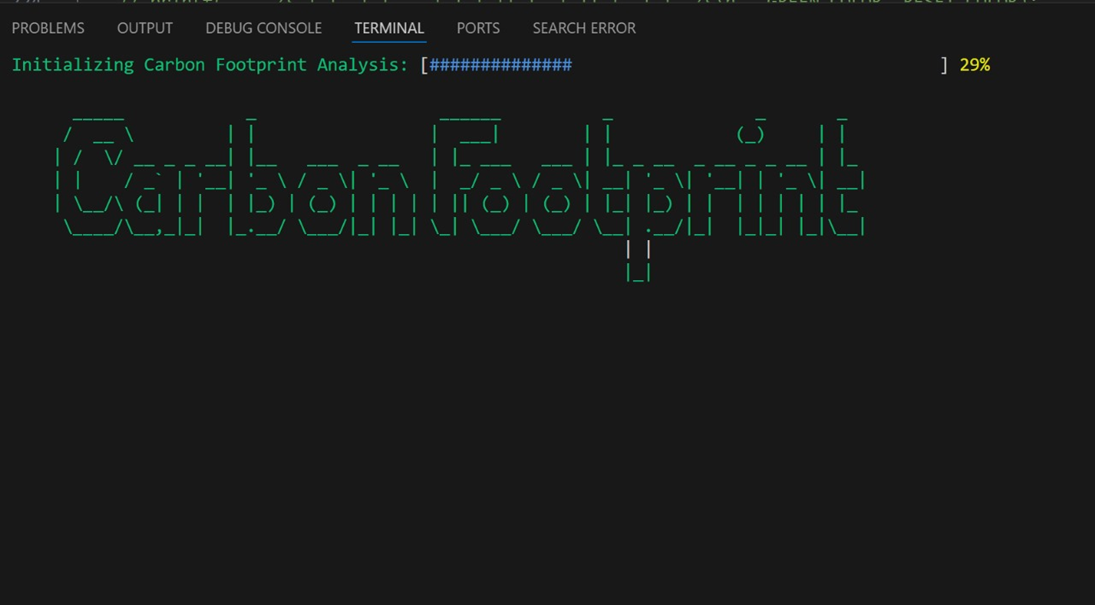 PROBLEMS OUTPUT DEBUG CONSOLE TERMINAL PORTS SEARCH ERROR
Initializing Carbon Footprint Analysis: [############## ] 29%
Carbon Footprint